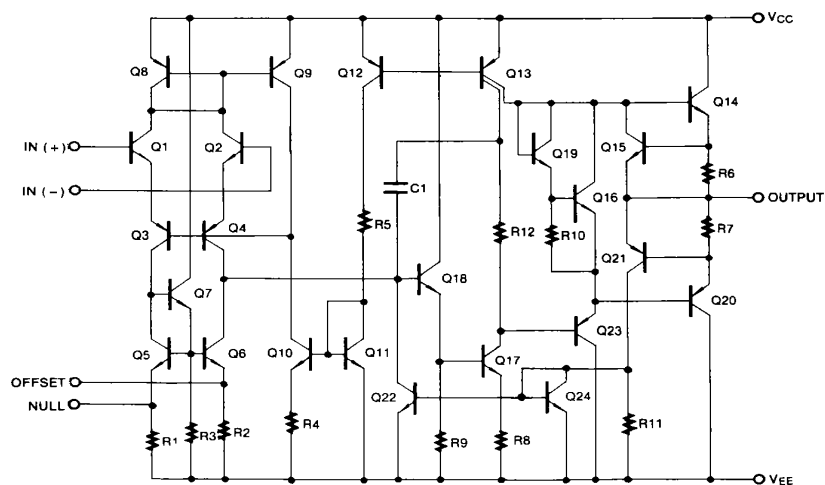 VCC
Q8
Q9
Q12
Q13
Q14
IN (+)
Q1
Q2
Q15
Q19
R6
IN (−)
C1
Q16
OUTPUT
Q3
Q4
R5
R12
R10
R7
Q21
Q7
Q18
Q20
Q5
Q6
Q10
Q11
Q17
Q23
OFFSET
NULL
Q22
Q24
R1
R3
R2
R4
R9
R8
R11
VEE